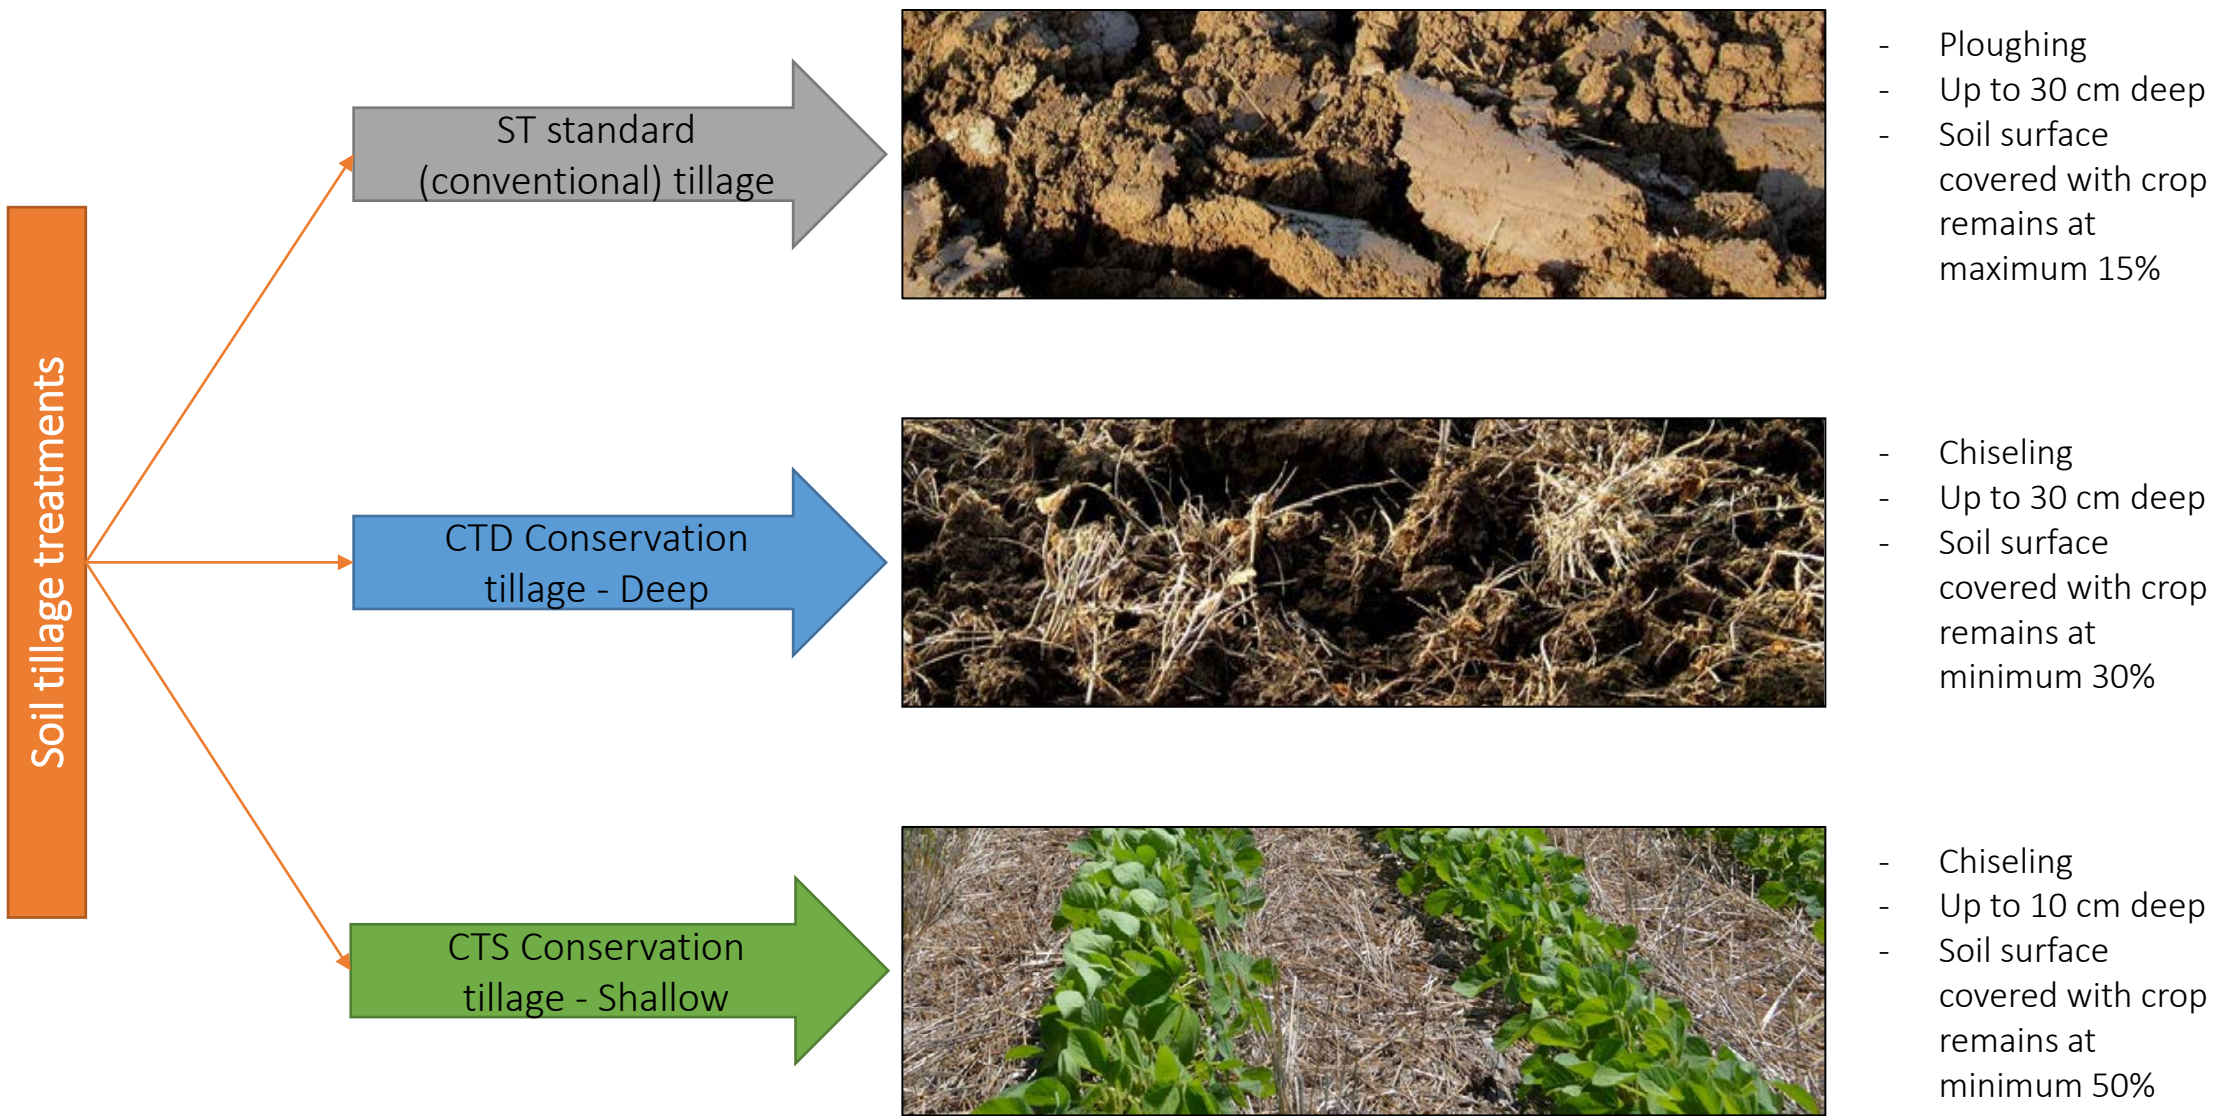 Soil tillage treatments
ST standard
(conventional) tillage
- Ploughing
- Up to 30 cm deep
- Soil surface
covered with crop
remains at
maximum 15%
CTD Conservation
tillage - Deep
- Chiseling
- Up to 30 cm deep
- Soil surface
covered with crop
remains at
minimum 30%
CTS Conservation
tillage - Shallow
- Chiseling
- Up to 10 cm deep
- Soil surface
covered with crop
remains at
minimum 50%